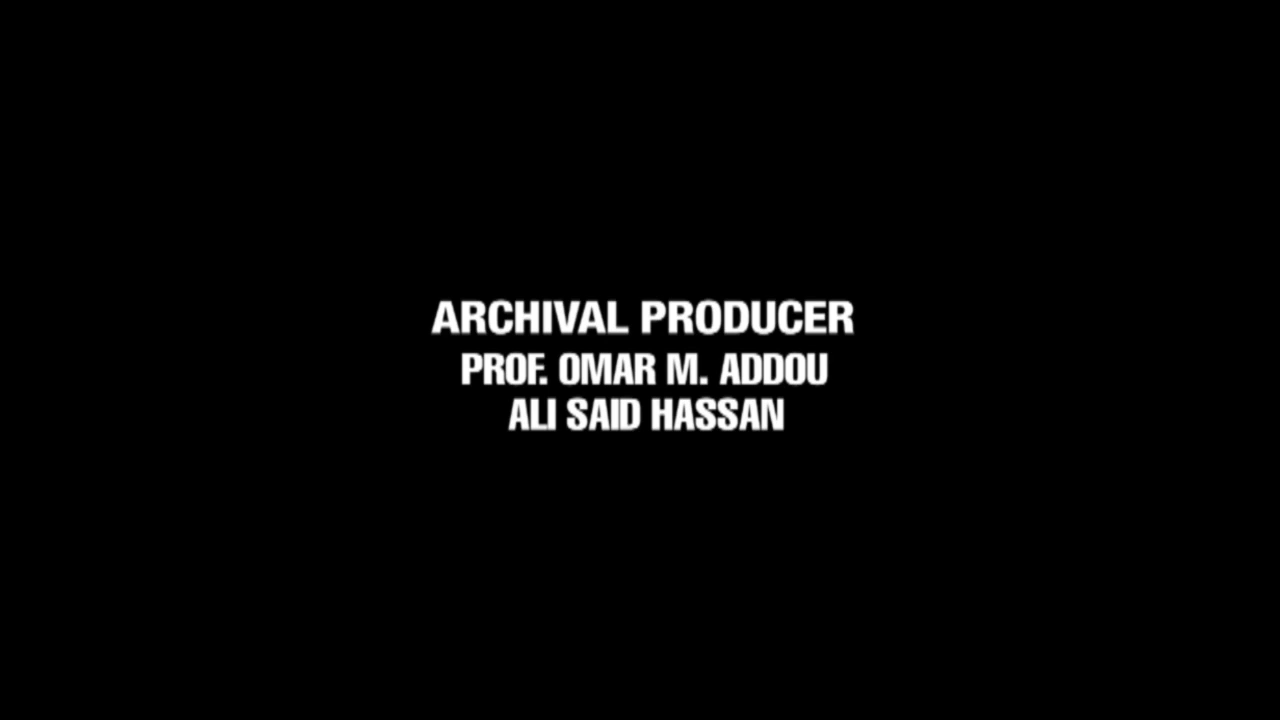 ARCHIVAL PRODUCER
PROF. OMAR M. ADDOU
ALI SAID HASSAN